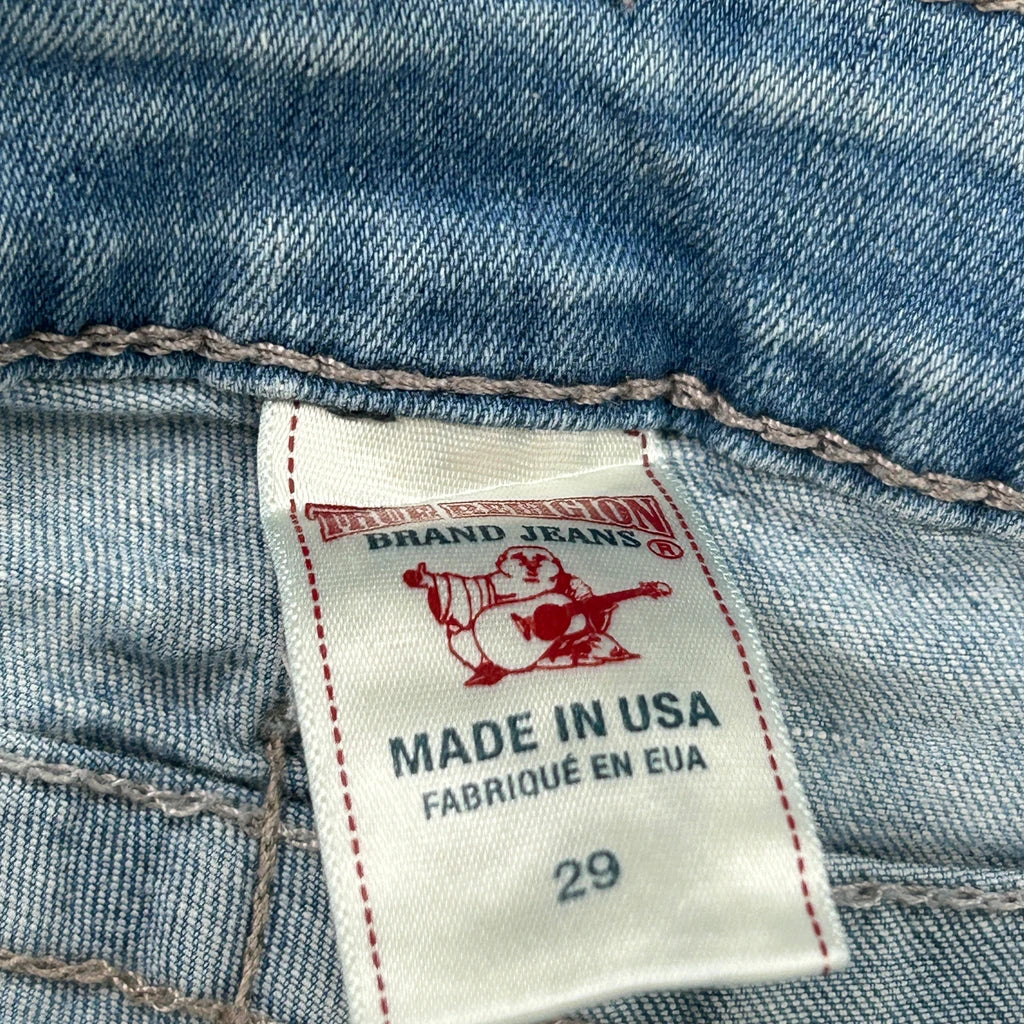 TRUE RELIGION
BRAND JEANS ®
MADE IN USA
FABRIQUÉ EN EUA
29